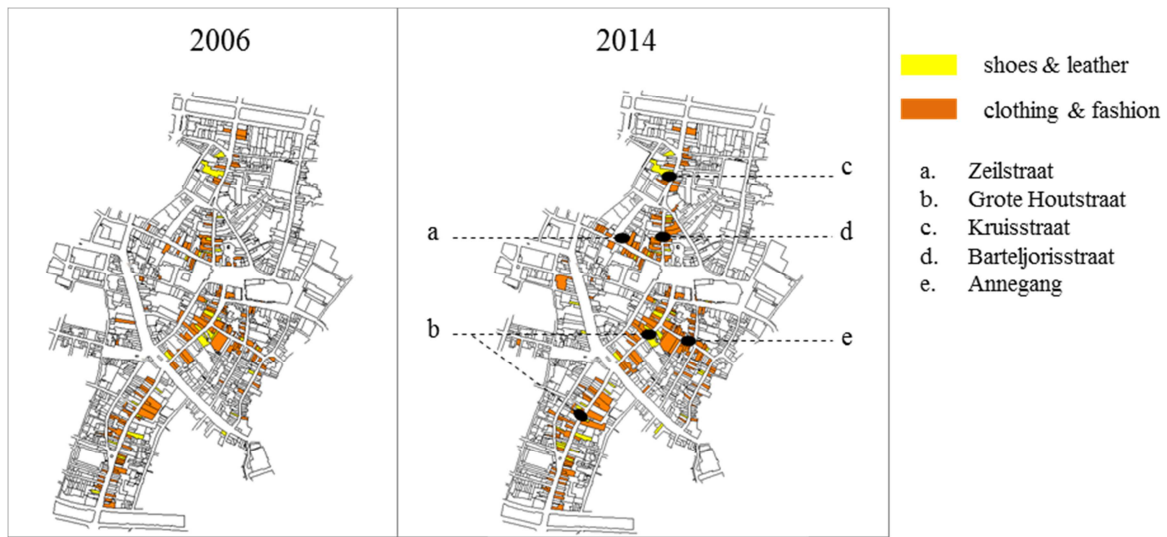 2006
2014
shoes & leather
clothing & fashion
a. Zeilstraat
b. Grote Houtstraat
c. Kruisstraat
d. Barteljorisstraat
e. Annegang
c
a
d
b
e